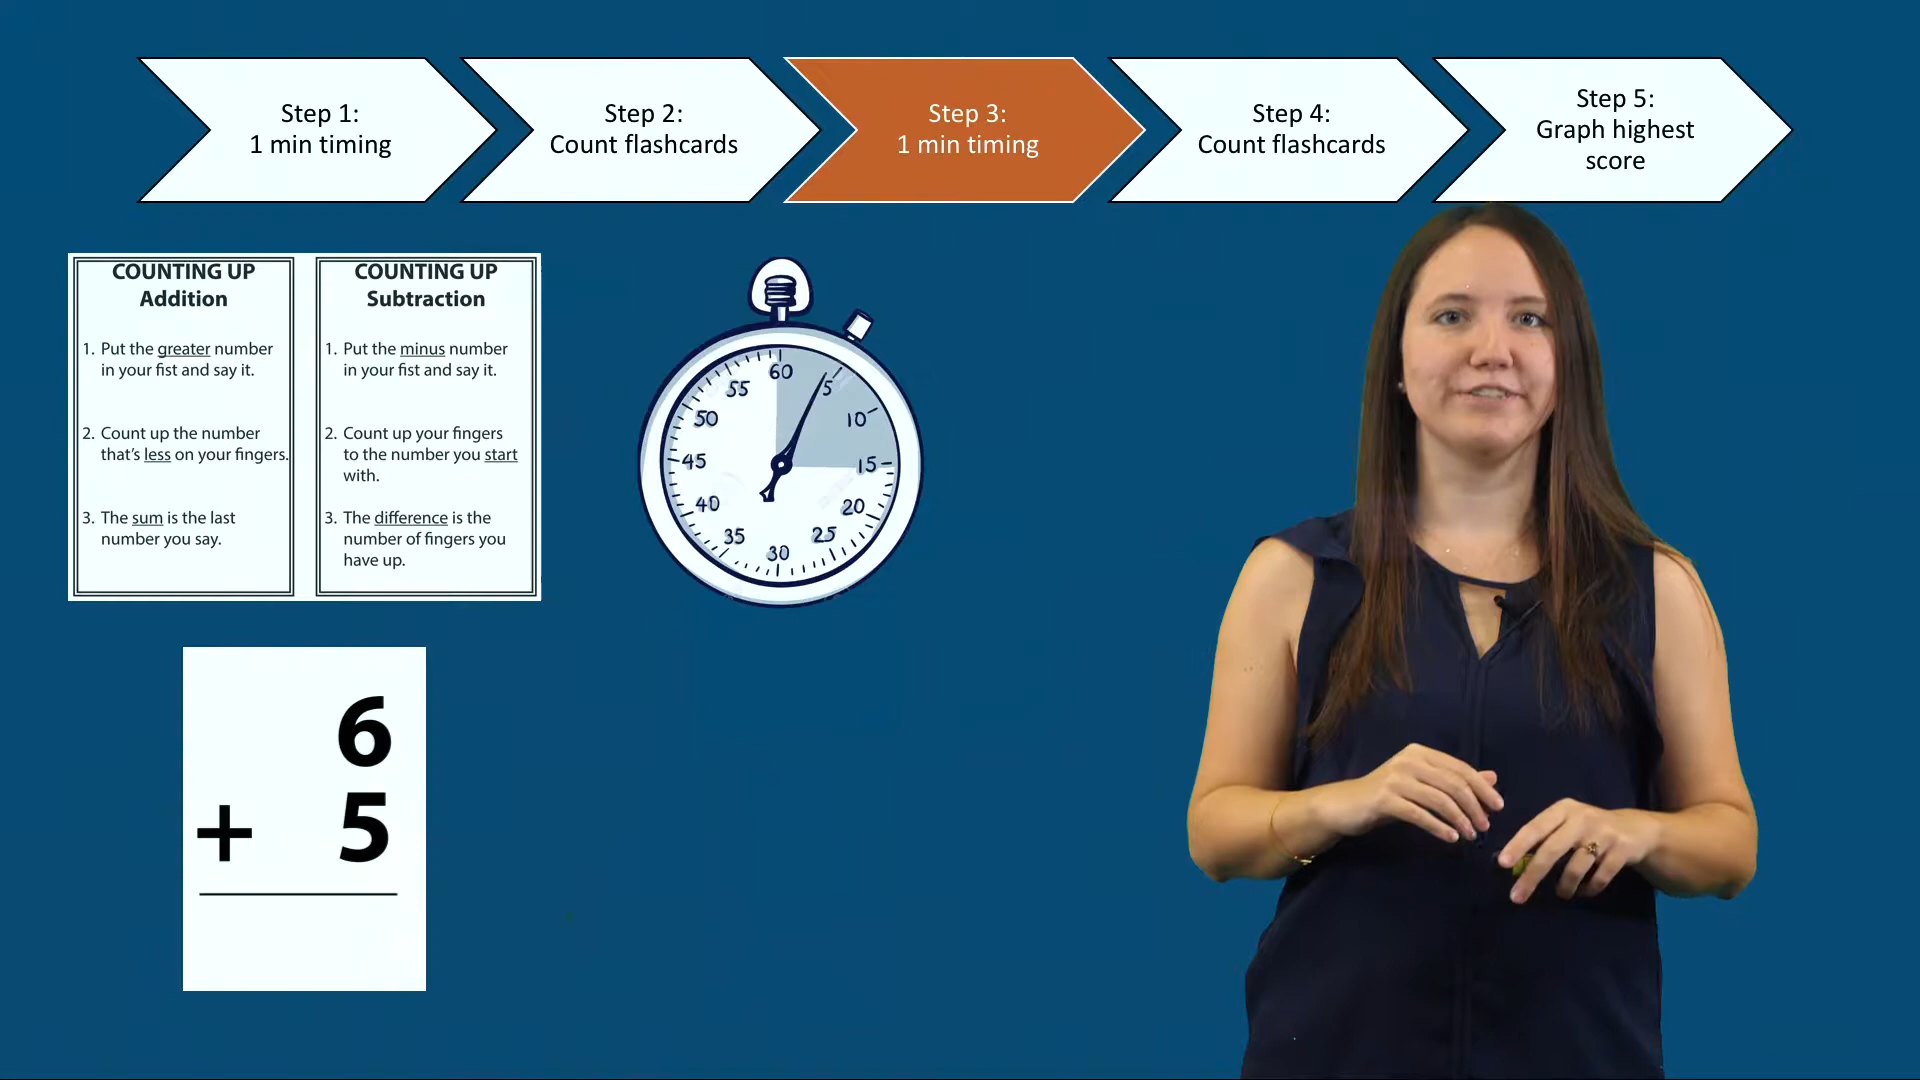 Step 1:
1 min timing
Step 2:
Count flashcards
Step 3:
1 min timing
Step 4:
Count flashcards
Step 5:
Graph highest
score
COUNTING UP
Addition
1. Put the greater number
in your fist and say it.
2. Count up the number
that's less on your fingers.
3. The sum is the last
number you say.
COUNTING UP
Subtraction
1. Put the minus number
in your fist and say it.
2. Count up your fingers
to the number you start
with.
3. The difference is the
number of fingers you
have up.
60
5
10
15
20
25
30
35
40
45
50
55
6
+ 5